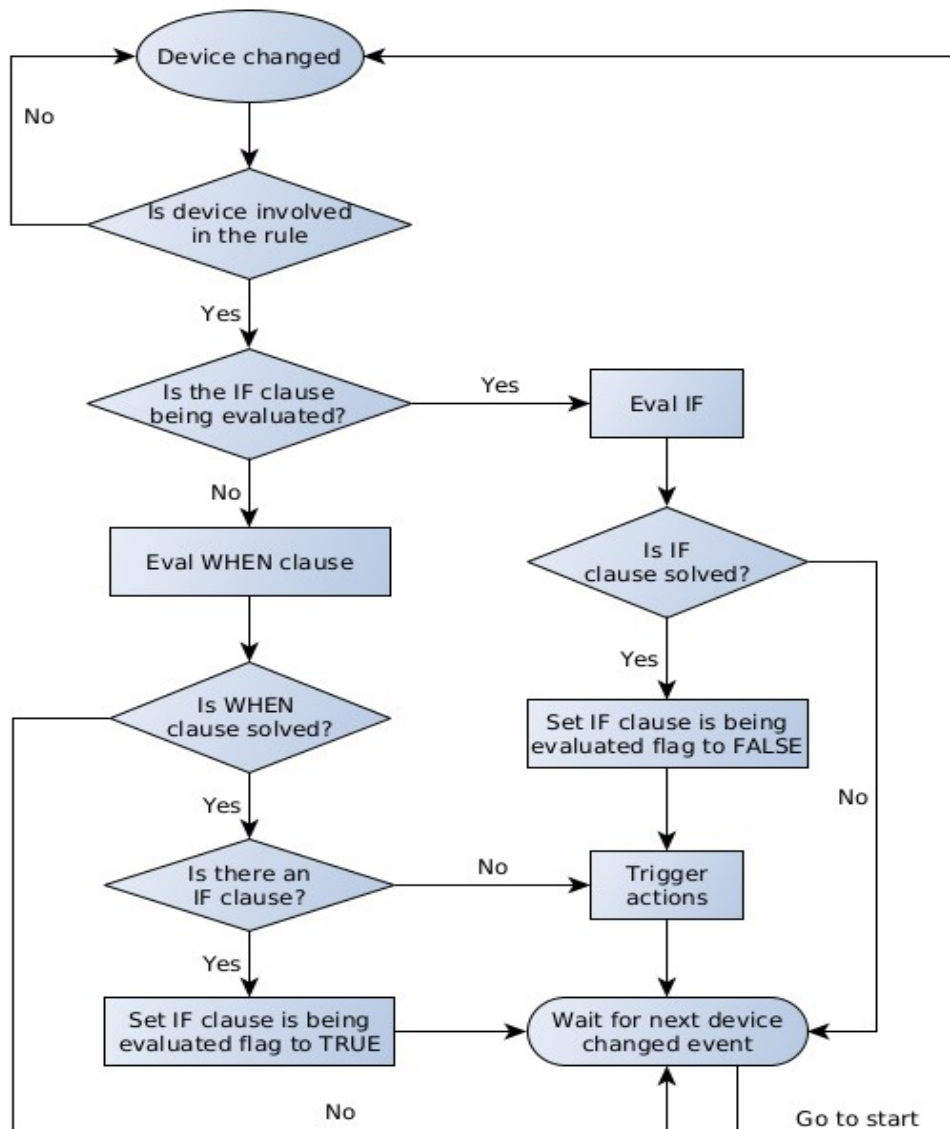 Device changed
No
Is device involved
in the rule
Yes
Is the IF clause
being evaluated?
Yes
Eval IF
No
Eval WHEN clause
Is IF
clause solved?
Yes
Is WHEN
clause solved?
Set IF clause is being
evaluated flag to FALSE
No
Yes
Is there an
IF clause?
No
Trigger
actions
Yes
Set IF clause is being
evaluated flag to TRUE
Wait for next device
changed event
No
Go to start